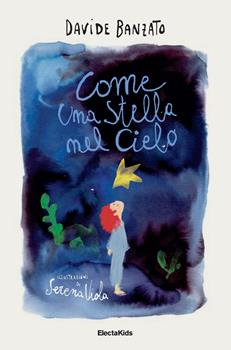 DAVIDE BANZATO
Come
una stella
nel Cielo
ILLUSTRAZIONI
DI
Serena Viola
ElectaKids